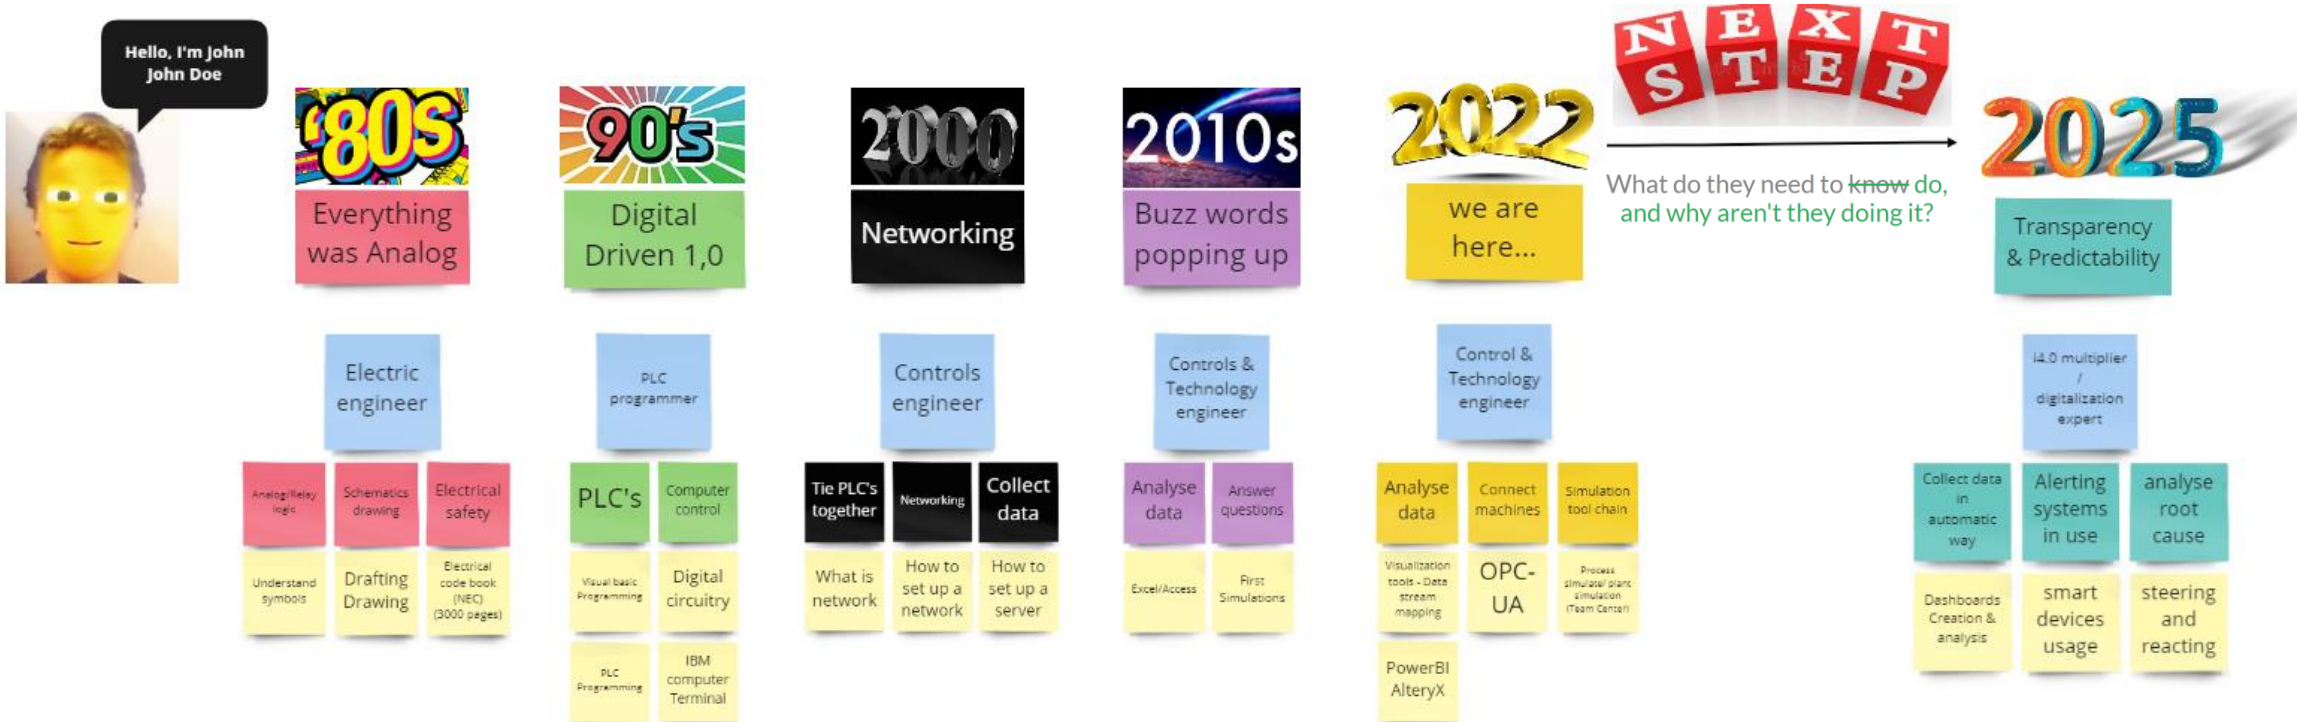 Hello, I'm John
John Doe
'80s
Everything
was Analog
90's
Digital
Driven 1,0
2000
Networking
2010s
Buzz words
popping up
2022
we are
here...
NEXT
STEP
What do they need to know do,
and why aren't they doing it?
2025
Transparency
& Predictability
Electric
engineer
PLC
programmer
Controls
engineer
Controls &
Technology
engineer
Control &
Technology
engineer
i4.0 multiplier
/
digitalization
expert
Analog/Relay
logic
Schematics
drawing
Electrical
safety
PLC's
Computer
control
Tie PLC's
together
Networking
Collect
data
Analyse
data
Answer
questions
Analyse
data
Connect
machines
Simulation
tool chain
Collect data
in
automatic
way
Alerting
systems
in use
analyse
root
cause
Understand
symbols
Drafting
Drawing
Electrical
code book
(NEC)
(3000 pages)
Visual basic
Programming
Digital
circuitry
What is
network
How to
set up a
network
How to
set up a
server
Excel/Access
First
Simulations
Visualization
tools - Data
stream
mapping
OPC-
UA
Process
simulate/ plant
simulation
(Team Center)
Dashboards
Creation &
analysis
smart
devices
usage
steering
and
reacting
PLC
Programming
IBM
computer
Terminal
PowerBI
AlteryX